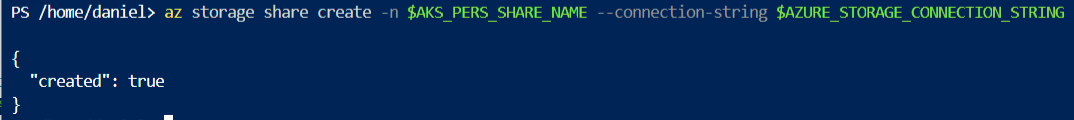 PS /home/daniel> az storage share create -n $AKS_PERS_SHARE_NAME --connection-string $AZURE_STORAGE_CONNECTION_STRING
{
"created": true
}